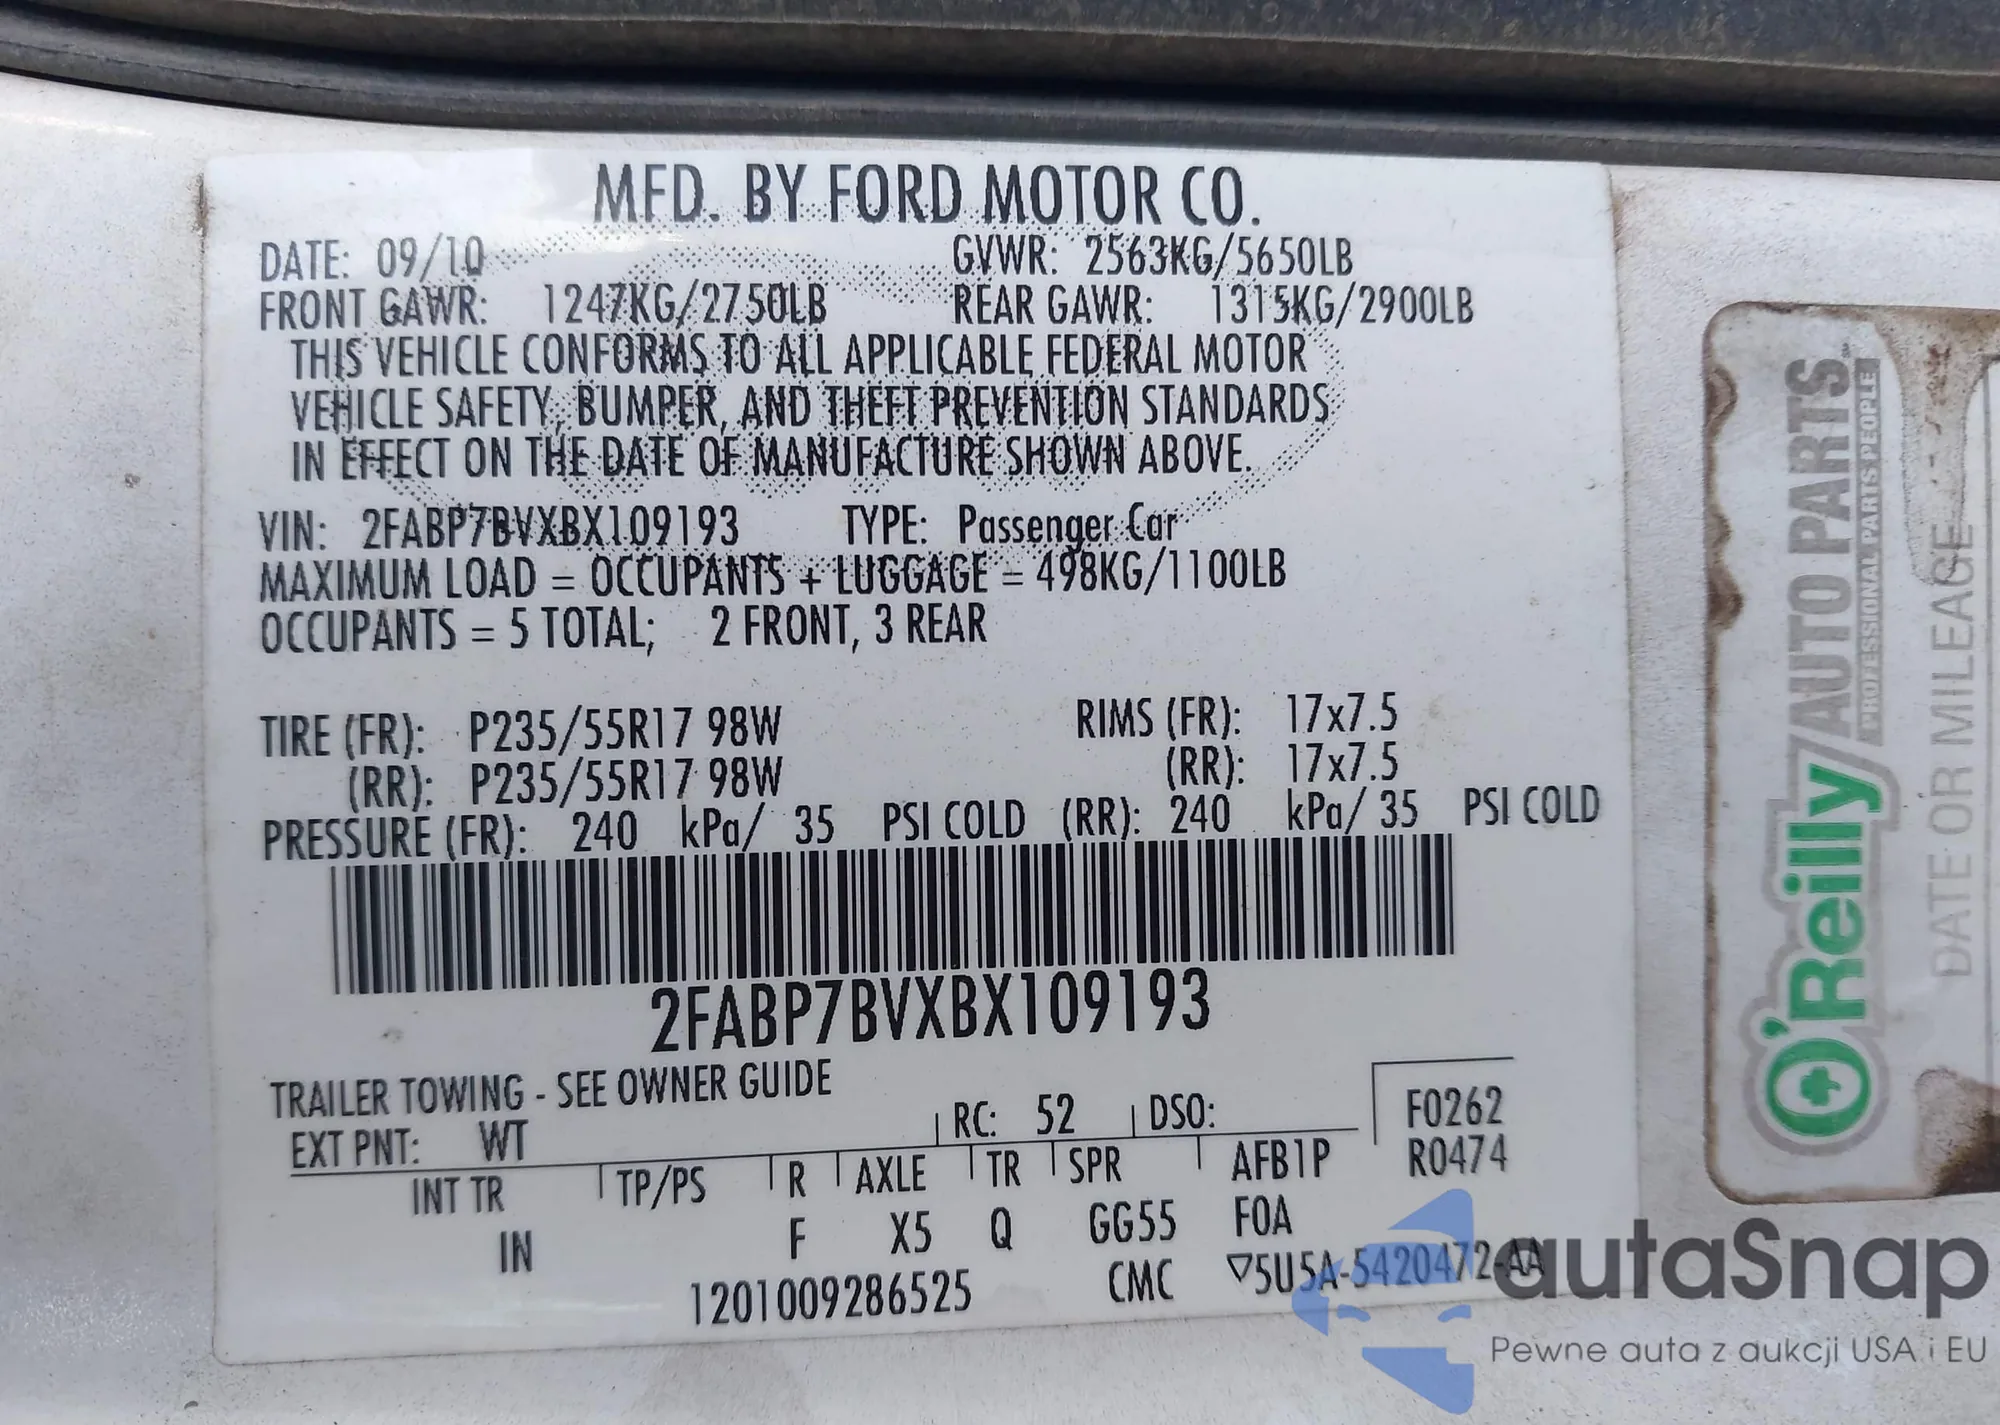 MFD. BY FORD MOTOR CO.
DATE: 09/10 GVWR: 2563KG/5650LB
FRONT GAWR: 1247KG/2750LB REAR GAWR: 1315KG/2900LB
THIS VEHICLE CONFORMS TO ALL APPLICABLE FEDERAL MOTOR
VEHICLE SAFETY, BUMPER, AND THEFT PREVENTION STANDARDS
IN EFFECT ON THE DATE OF MANUFACTURE SHOWN ABOVE.
VIN: 2FABP7BVXBX109193 TYPE: Passenger Car
MAXIMUM LOAD = OCCUPANTS + LUGGAGE = 498KG/1100LB
OCCUPANTS = 5 TOTAL; 2 FRONT, 3 REAR
TIRE (FR): P235/55R17 98W RIMS (FR): 17x7.5
(RR): P235/55R17 98W (RR): 17x7.5
PRESSURE (FR): 240 kPa/ 35 PSI COLD (RR): 240 kPa/ 35 PSI COLD
2FABP7BVXBX109193
TRAILER TOWING - SEE OWNER GUIDE
EXT PNT: WT RC: 52 DSO: F0262
R0474
INT TR TP/PS R AXLE TR SPR AFB1P
IN F X5 Q GG55 FOA
1201009286525 CMC ▽5U5A-5420472-AA
O'Reilly AUTO PARTS
PROFESSIONAL PARTS PEOPLE
DATE OR MILEAGE
autaSnap
Pewne auta z aukcji USA i EU